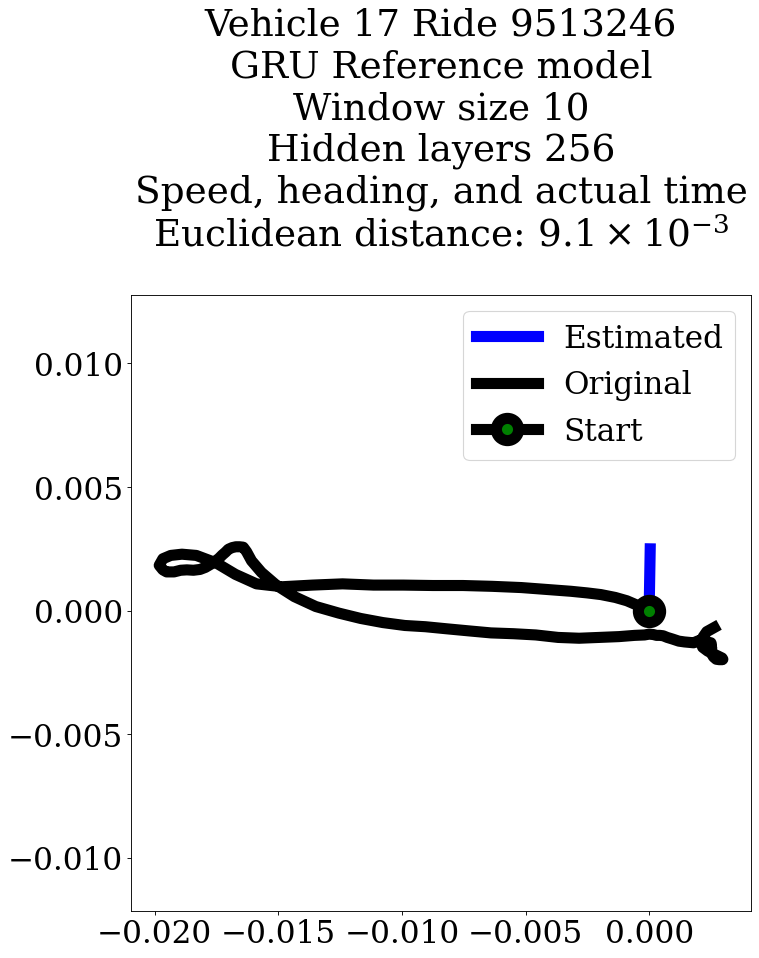 Vehicle 17 Ride 9513246
GRU Reference model
Window size 10
Hidden layers 256
Speed, heading, and actual time
Euclidean distance: 9.1 × 10⁻³
Estimated
Original
Start
0.010
0.005
0.000
−0.005
−0.010
−0.020 −0.015 −0.010 −0.005 0.000